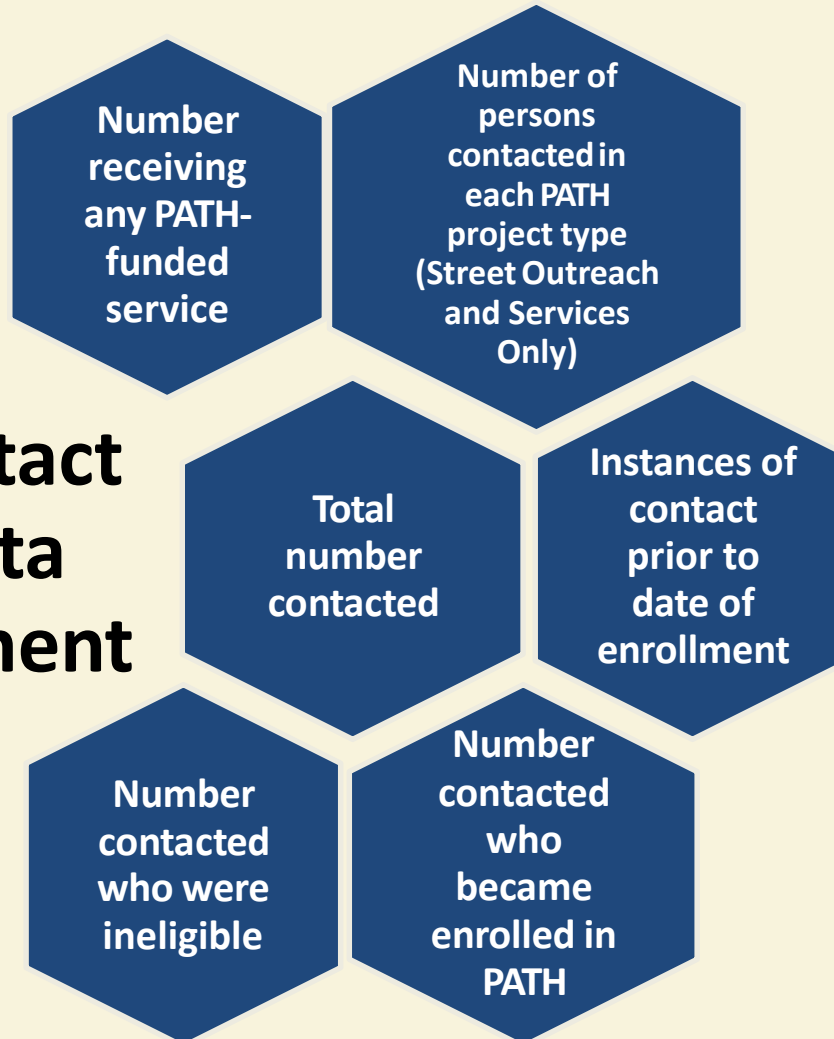 Number
receiving
any PATH-
funded
service
Number of
persons
contacted in
each PATH
project type
(Street Outreach
and Services
Only)
tact
ta
ment
Total
number
contacted
Instances of
contact
prior to
date of
enrollment
Number
contacted
who were
ineligible
Number
contacted
who
became
enrolled in
PATH